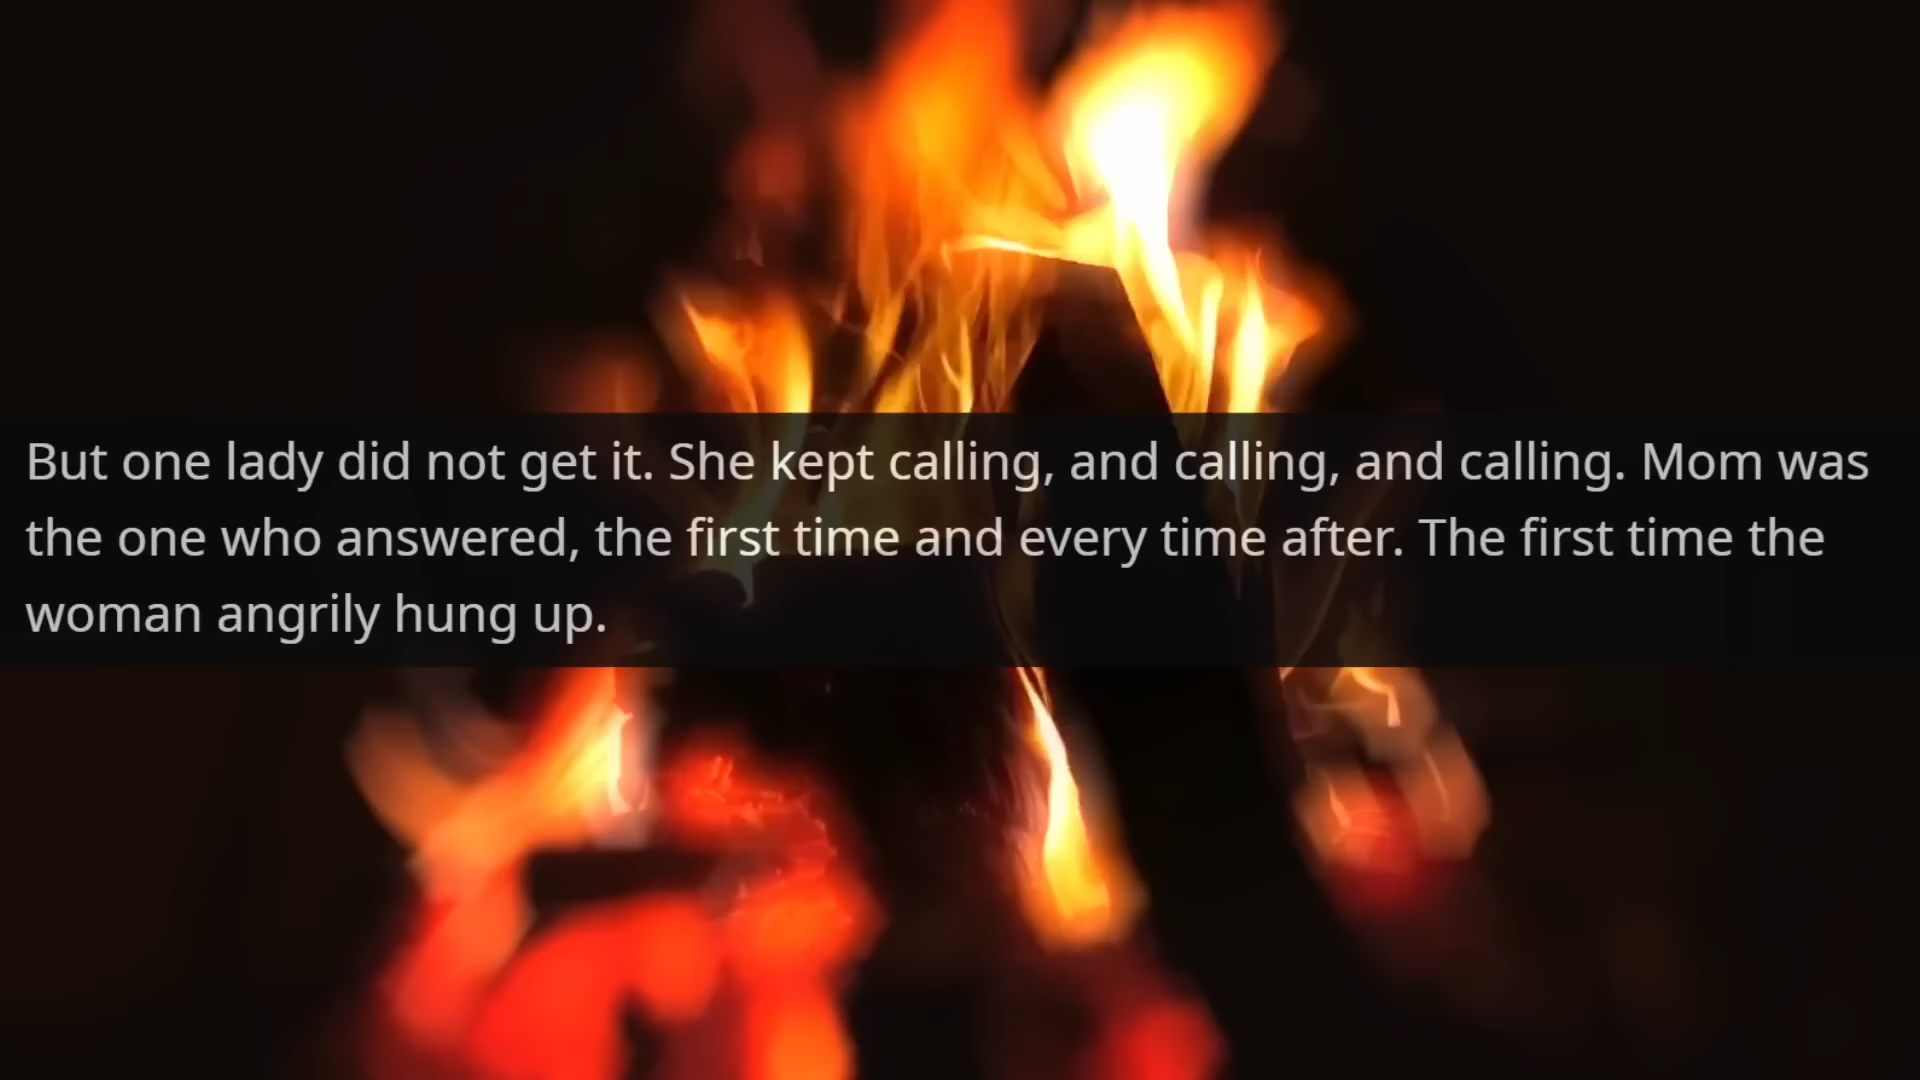 But one lady did not get it. She kept calling, and calling, and calling. Mom was
the one who answered, the first time and every time after. The first time the
woman angrily hung up.